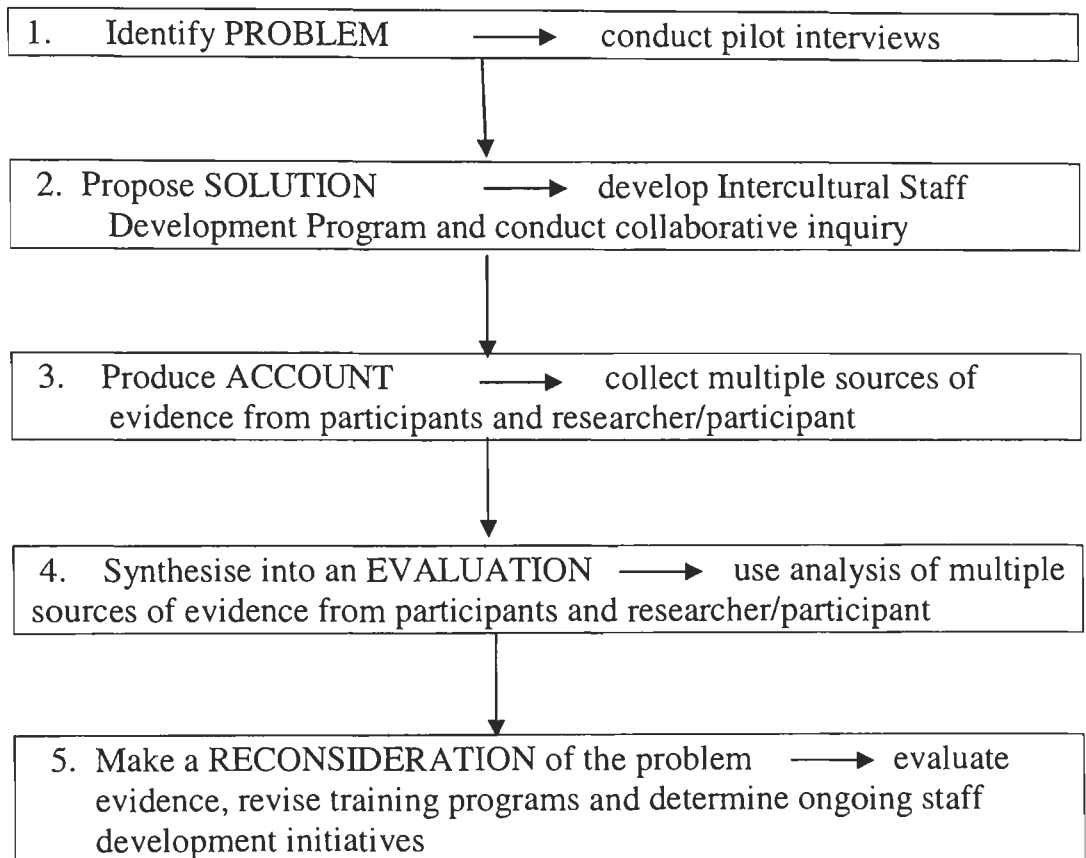 1. Identify PROBLEM → conduct pilot interviews
2. Propose SOLUTION → develop Intercultural Staff
Development Program and conduct collaborative inquiry
3. Produce ACCOUNT → collect multiple sources of
evidence from participants and researcher/participant
4. Synthesise into an EVALUATION → use analysis of multiple
sources of evidence from participants and researcher/participant
5. Make a RECONSIDERATION of the problem → evaluate
evidence, revise training programs and determine ongoing staff
development initiatives